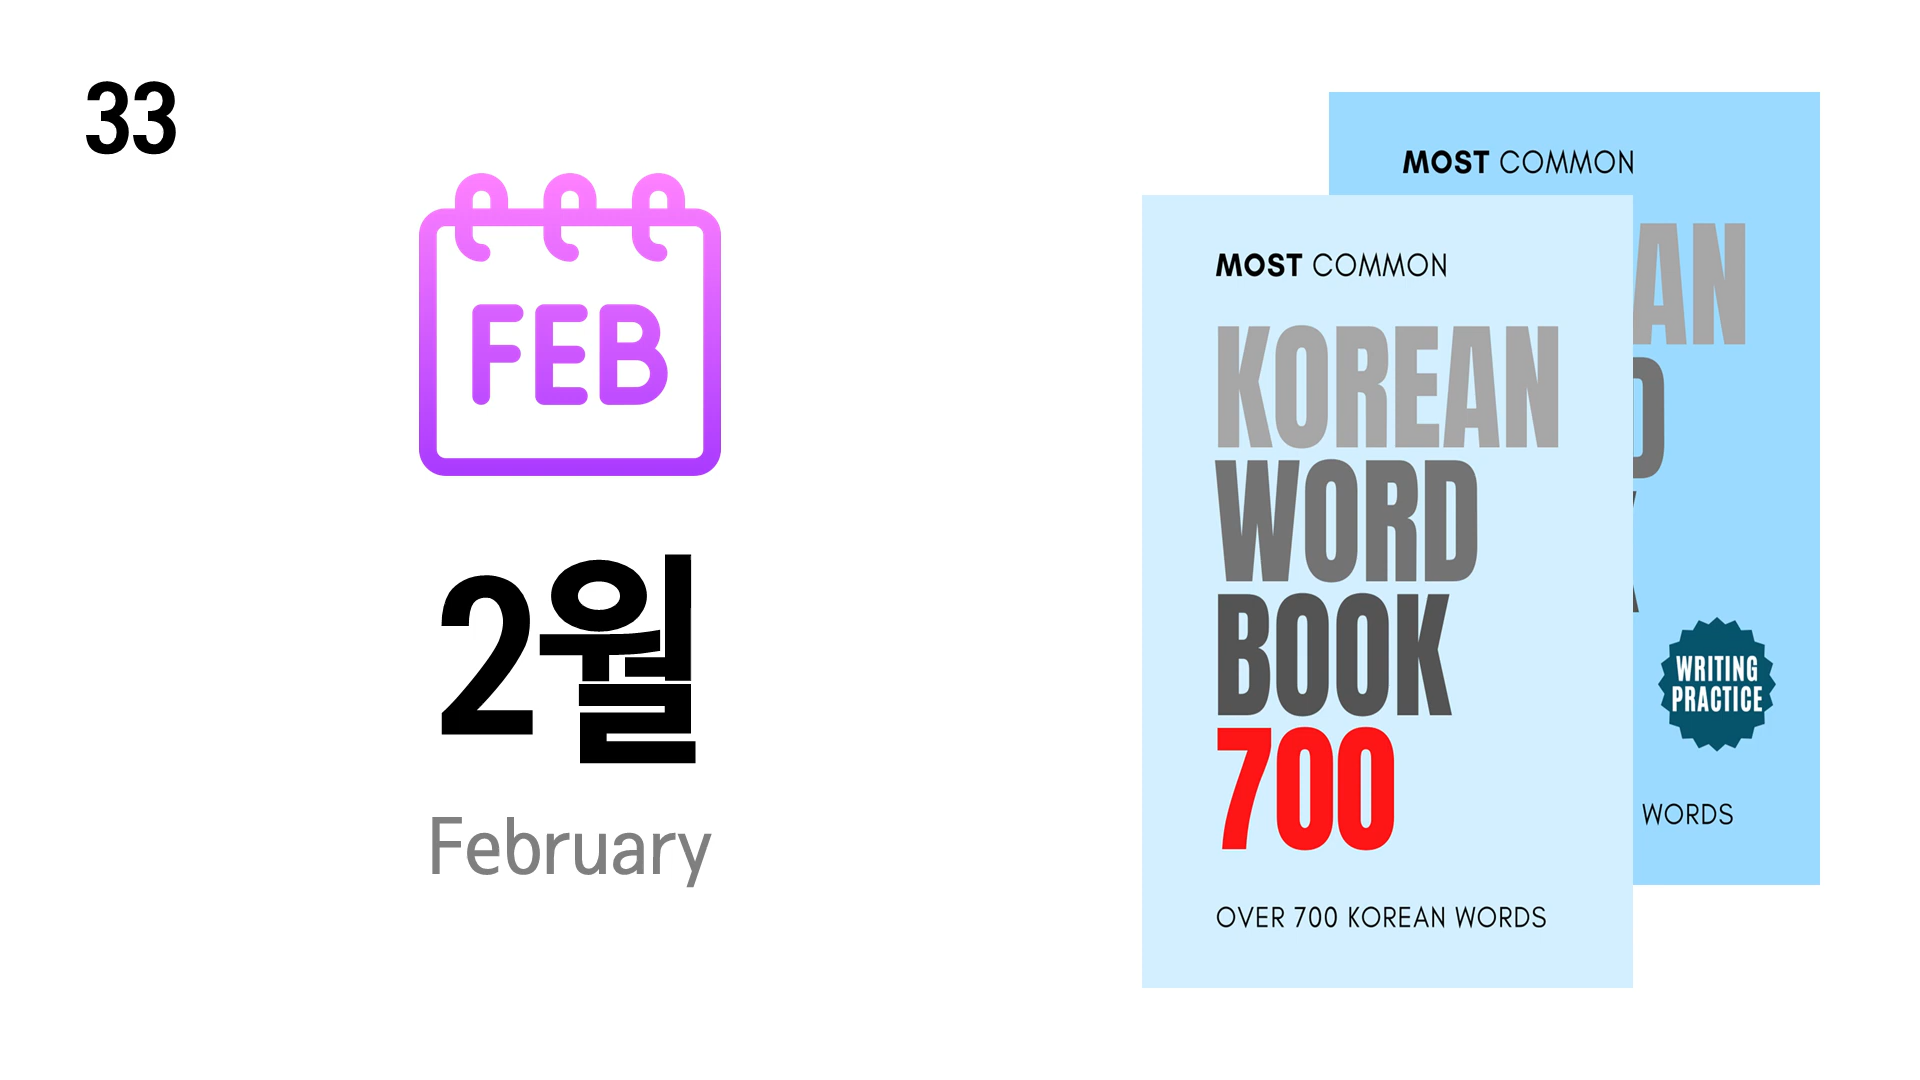 33
FEB
2월
February
MOST COMMON
KOREAN
WORD
BOOK
700
OVER 700 KOREAN WORDS
MOST COMMON
WRITING
PRACTICE
WORDS